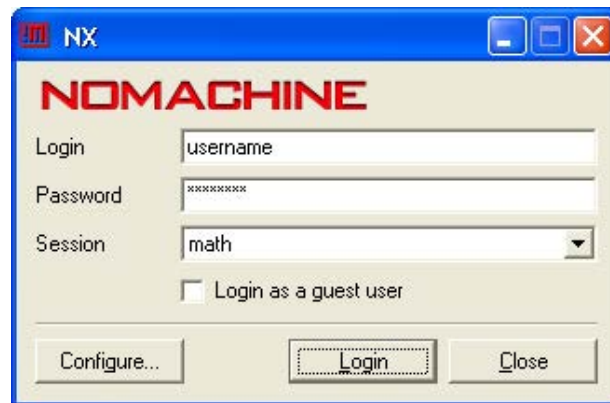 NX
NOMACHINE
Login username
Password ********
Session math
Login as a guest user
Configure... Login Close